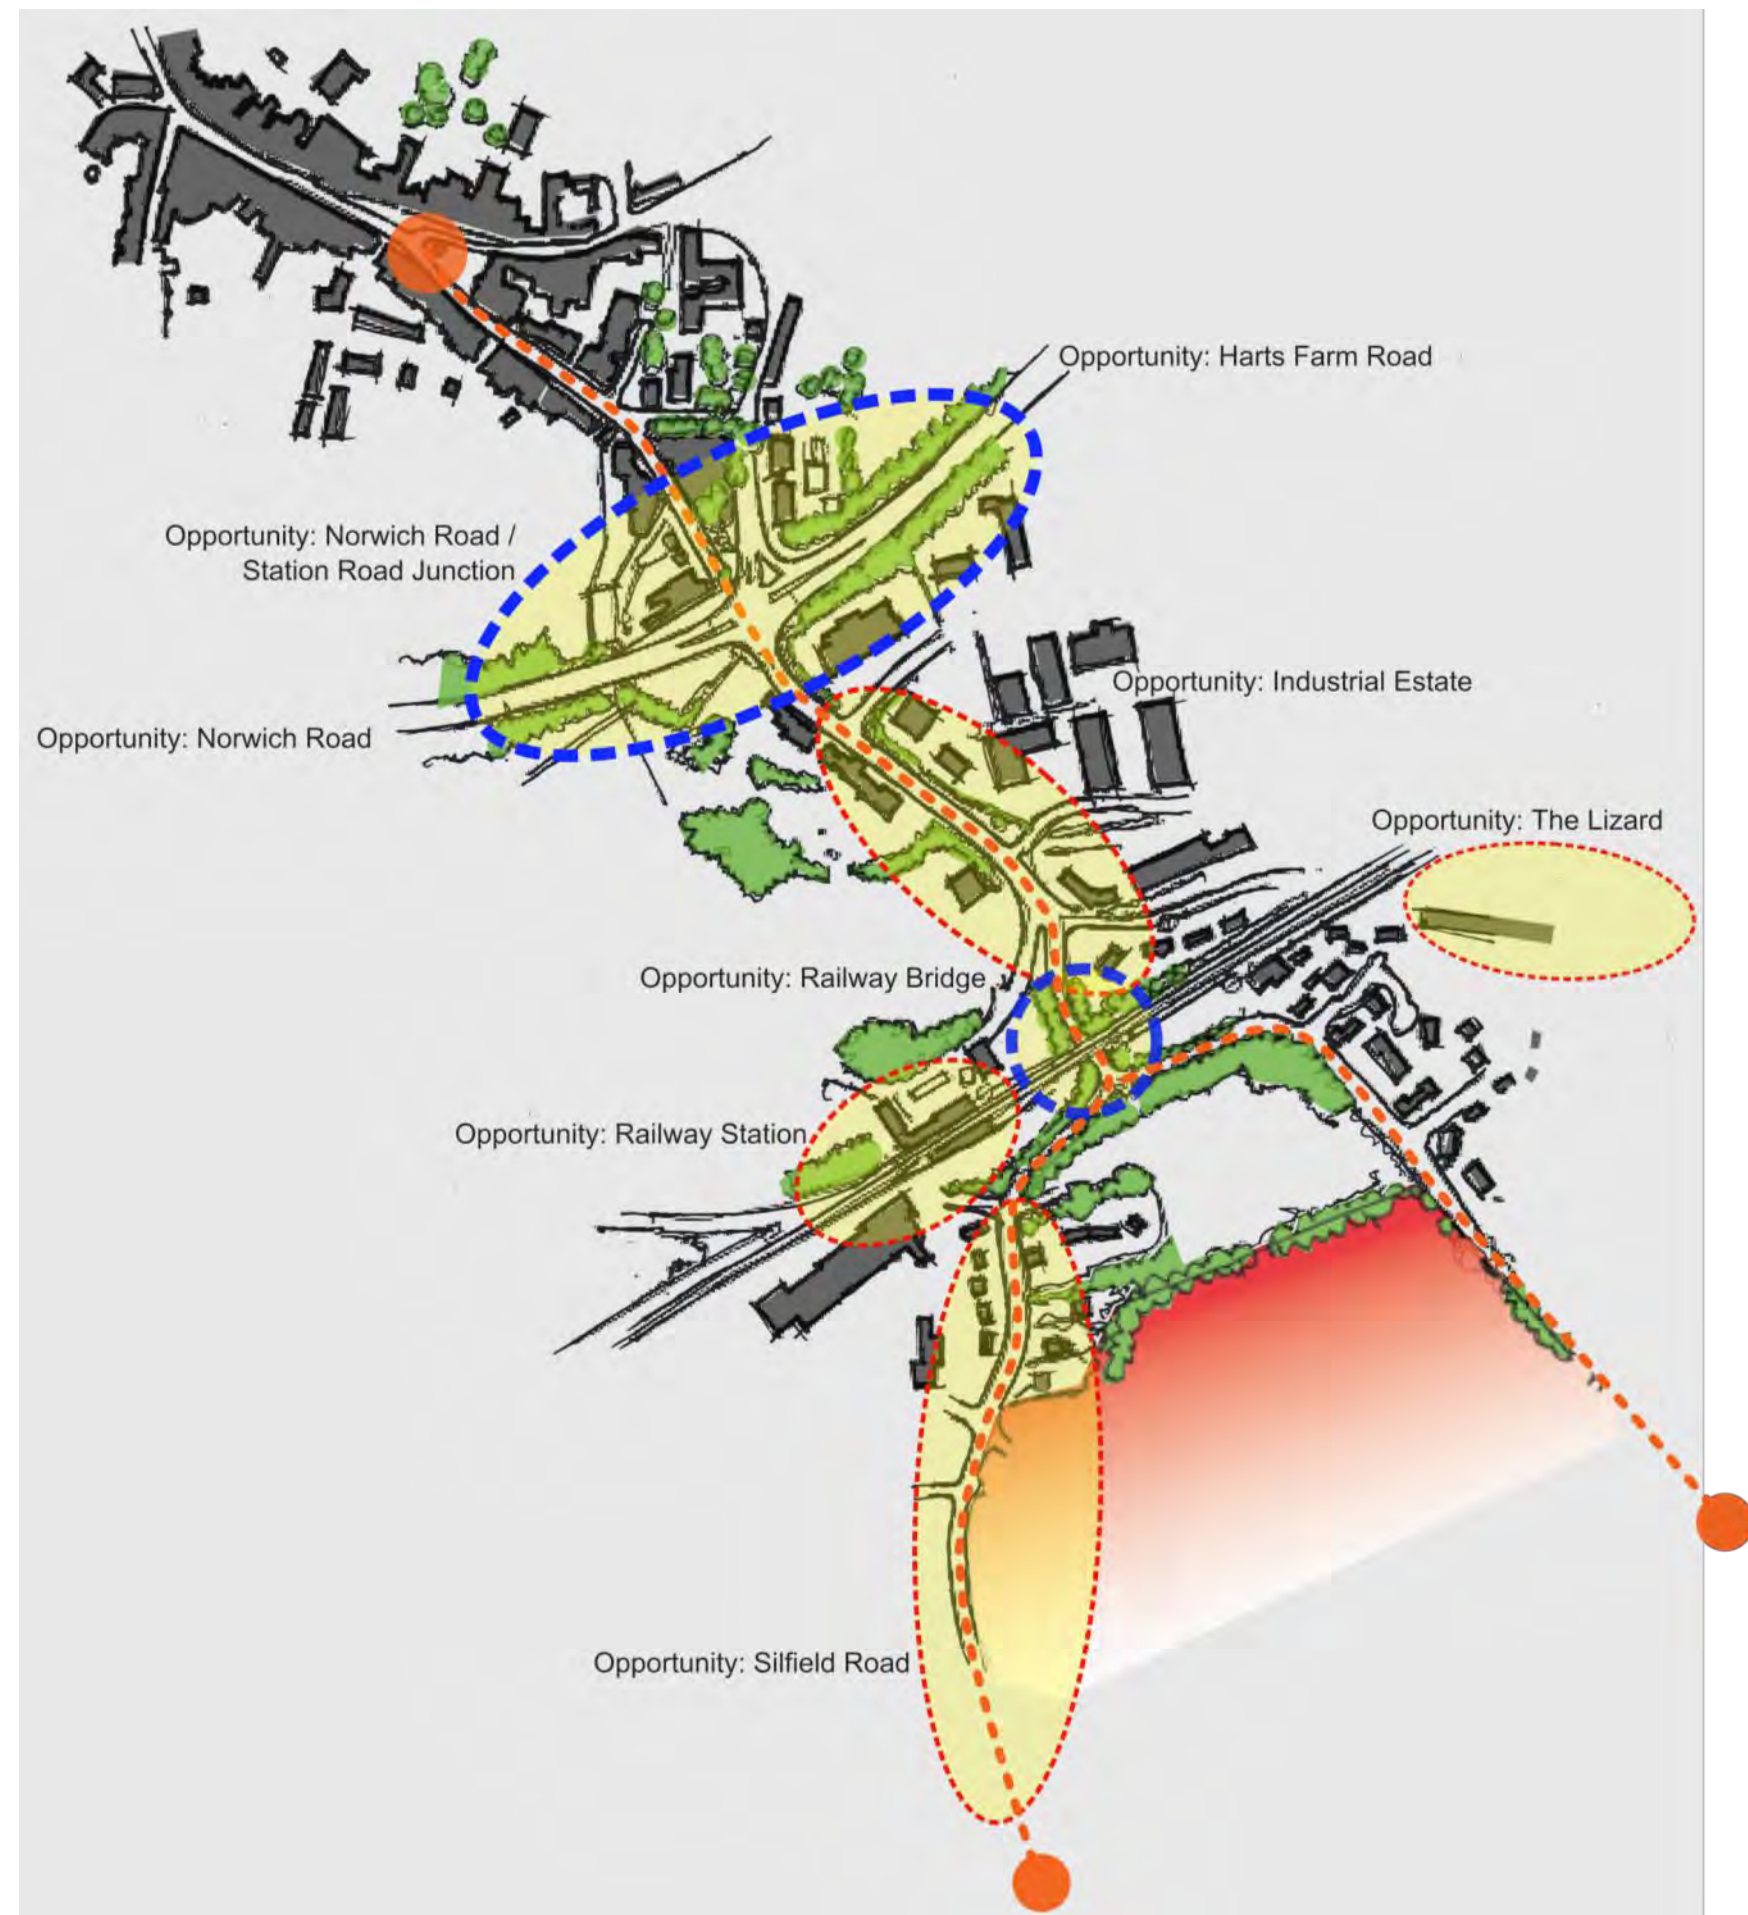 Opportunity: Harts Farm Road
Opportunity: Norwich Road /
Station Road Junction
Opportunity: Industrial Estate
Opportunity: Norwich Road
Opportunity: The Lizard
Opportunity: Railway Bridge
Opportunity: Railway Station
Opportunity: Silfield Road